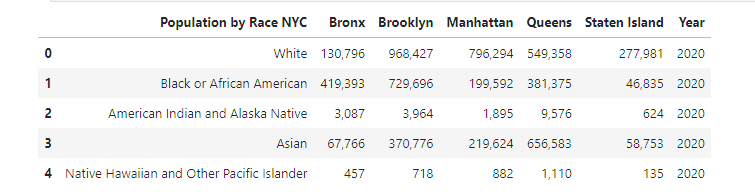 Population by Race NYC Bronx Brooklyn Manhattan Queens Staten Island Year
0 White 130,796 968,427 796,294 549,358 277,981 2020
1 Black or African American 419,393 729,696 199,592 381,375 46,835 2020
2 American Indian and Alaska Native 3,087 3,964 1,895 9,576 624 2020
3 Asian 67,766 370,776 219,624 656,583 58,753 2020
4 Native Hawaiian and Other Pacific Islander 457 718 882 1,110 135 2020